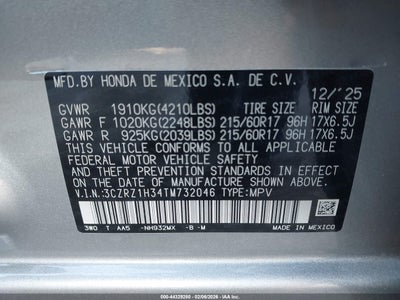 MFD.BY HONDA DE MEXICO S.A. DE C.V. 12/'25
GVWR 1910KG(4210LBS) TIRE SIZE RIM SIZE
GAWR F 1020KG(2248LBS) 215/60R17 96H 17X6.5J
GAWR R 925KG(2039LBS) 215/60R17 96H 17X6.5J
THIS VEHICLE CONFORMS TO ALL APPLICABLE
FEDERAL MOTOR VEHICLE SAFETY AND
THEFT PREVENTION STANDARDS IN EFFECT ON
THE DATE OF MANUFACTURE SHOWN ABOVE.
V.I.N.:3CZRZ1H34TM732046 TYPE:MPV
3W0 T AA5 -NH932MX -B -M
MADE IN MEXICO